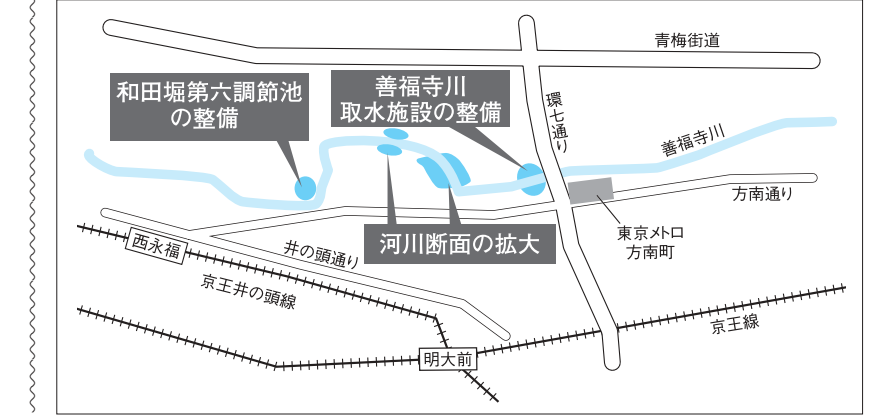 青梅街道
和田堀第六調節池
の整備
善福寺川
取水施設の整備
環七通り
善福寺川
方南通り
東京メトロ
方南町
河川断面の拡大
西永福
井の頭通り
京王井の頭線
京王線
明大前